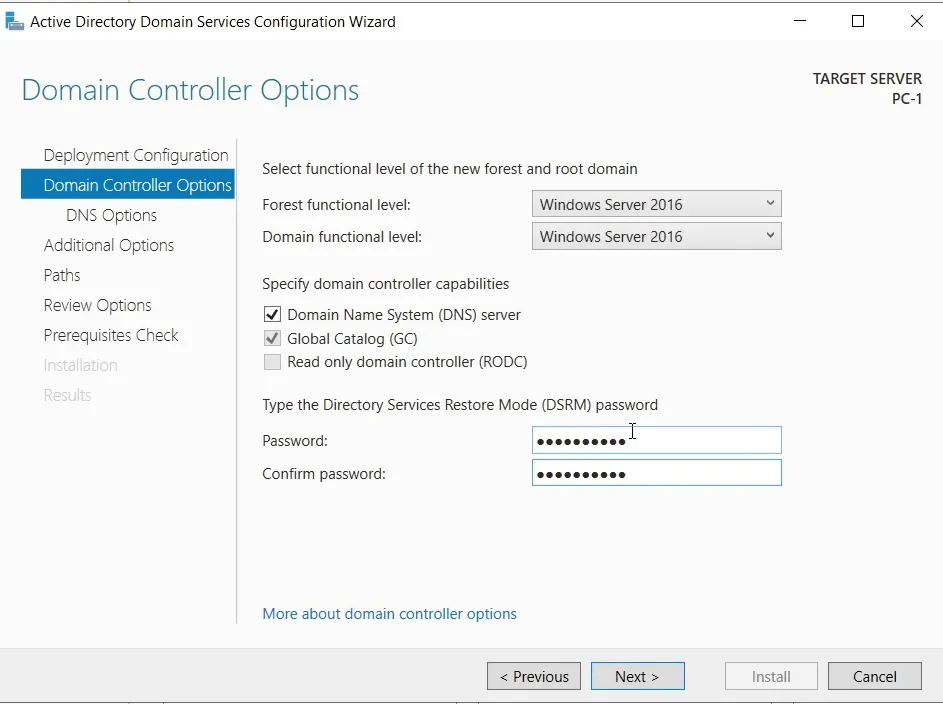 Active Directory Domain Services Configuration Wizard
Domain Controller Options
TARGET SERVER
PC-1
Deployment Configuration
Domain Controller Options
DNS Options
Additional Options
Paths
Review Options
Prerequisites Check
Installation
Results
Select functional level of the new forest and root domain
Forest functional level: Windows Server 2016
Domain functional level: Windows Server 2016
Specify domain controller capabilities
Domain Name System (DNS) server
Global Catalog (GC)
Read only domain controller (RODC)
Type the Directory Services Restore Mode (DSRM) password
Password: ●●●●●●●●●●
Confirm password: ●●●●●●●●●●
More about domain controller options
< Previous Next > Install Cancel